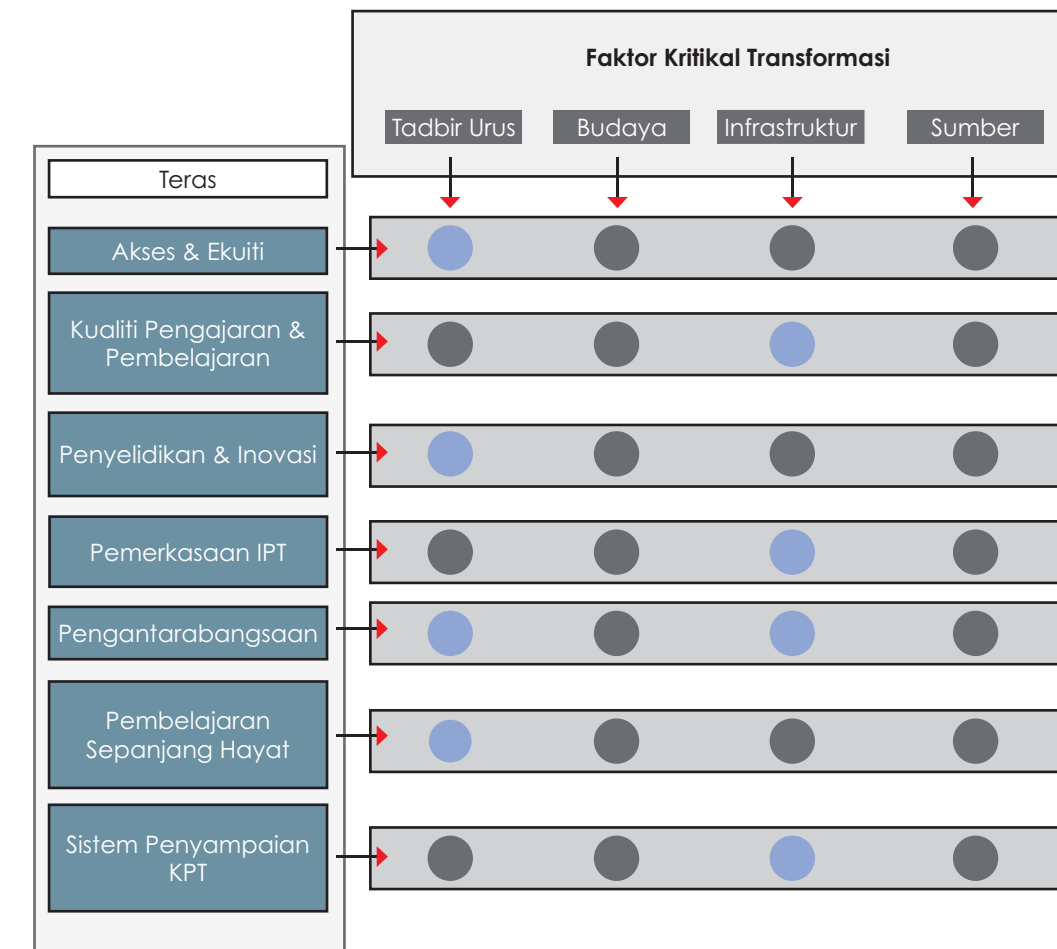 Faktor Kritikal Transformasi
Tadbir Urus
Budaya
Infrastruktur
Sumber
Teras
Akses & Ekuiti
Kualiti Pengajaran &
Pembelajaran
Penyelidikan & Inovasi
Pemerkasaan IPT
Pengantarabangsaan
Pembelajaran
Sepanjang Hayat
Sistem Penyampaian
KPT